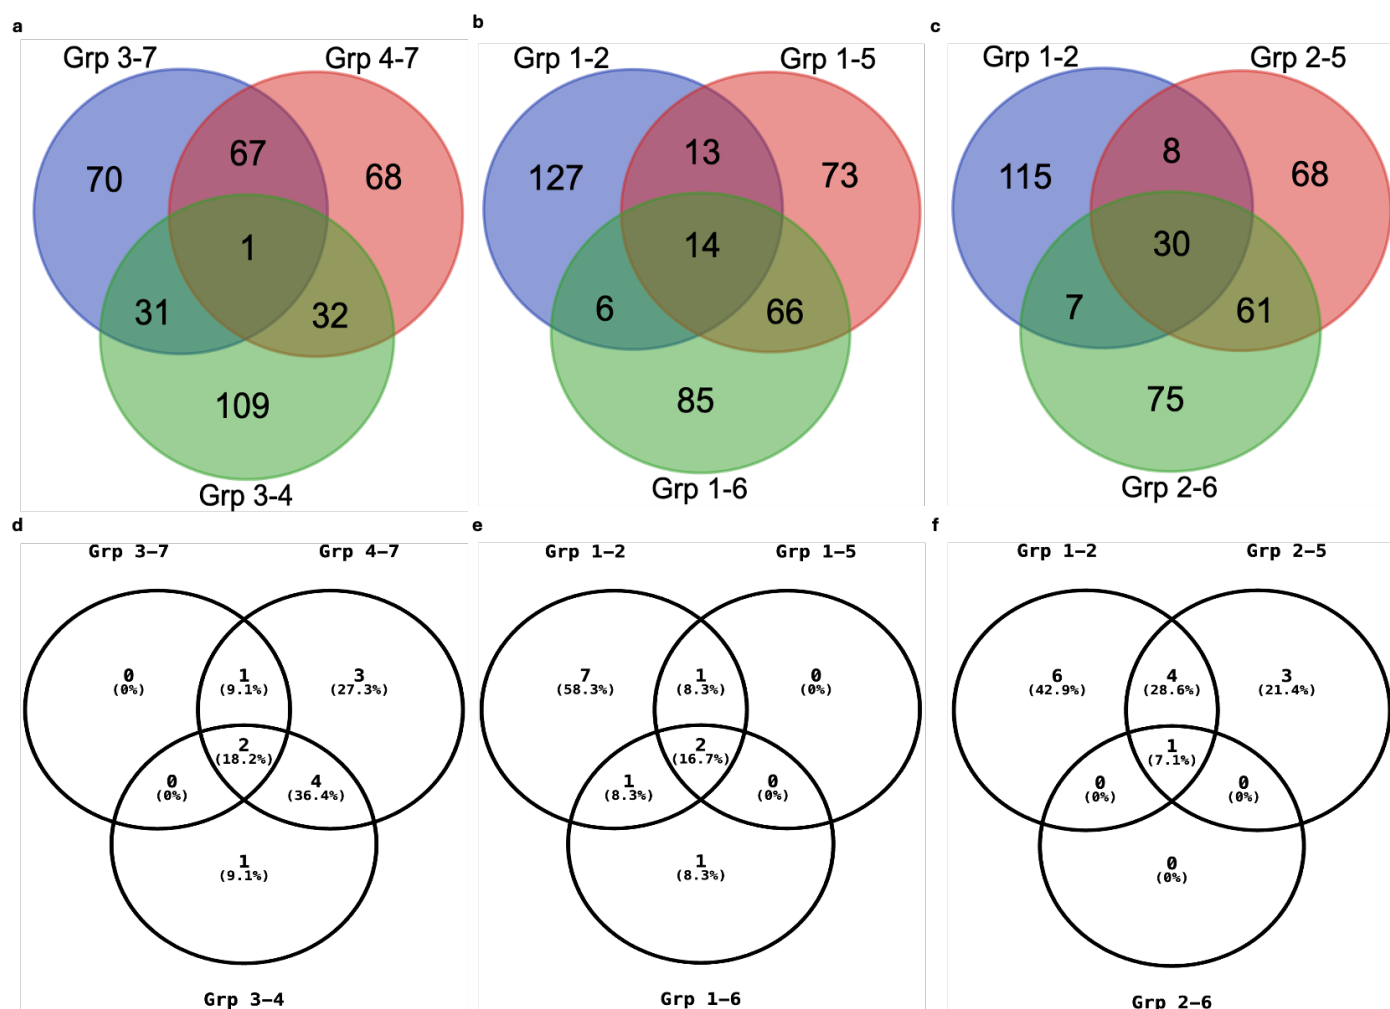 a
Grp 3-7
Grp 4-7
70
67
68
1
31
32
109
Grp 3-4
b
Grp 1-2
Grp 1-5
127
13
73
14
6
66
85
Grp 1-6
c
Grp 1-2
Grp 2-5
115
8
68
30
7
61
75
Grp 2-6
d
Grp 3–7
Grp 4–7
0
(0%)
1
(9.1%)
3
(27.3%)
2
(18.2%)
0
(0%)
4
(36.4%)
1
(9.1%)
Grp 3–4
e
Grp 1–2
Grp 1–5
7
(58.3%)
1
(8.3%)
0
(0%)
2
(16.7%)
1
(8.3%)
0
(0%)
1
(8.3%)
Grp 1–6
f
Grp 1–2
Grp 2–5
6
(42.9%)
4
(28.6%)
3
(21.4%)
1
(7.1%)
0
(0%)
0
(0%)
0
(0%)
Grp 2–6